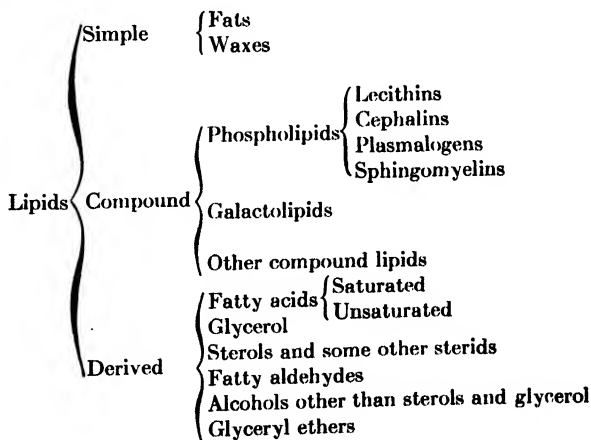 Simple
Fats
Waxes
Lipids
Compound
Phospholipids
Lecithins
Cephalins
Plasmalogens
Sphingomyelins
Galactolipids
Other compound lipids
Derived
Fatty acids
Saturated
Unsaturated
Glycerol
Sterols and some other sterids
Fatty aldehydes
Alcohols other than sterols and glycerol
Glyceryl ethers